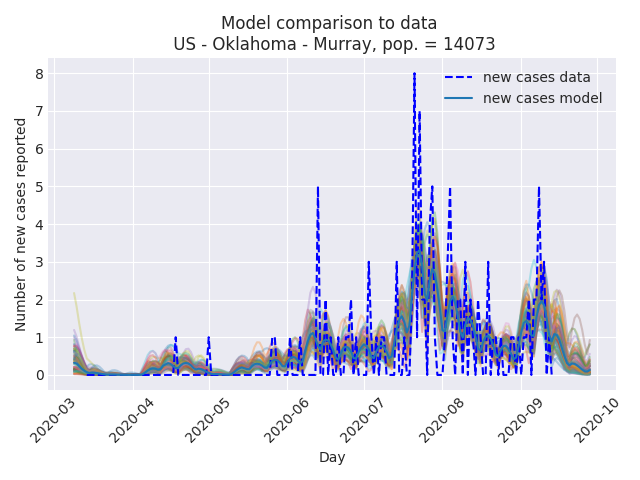 Model comparison to data
US - Oklahoma - Murray, pop. = 14073
new cases data
new cases model
Number of new cases reported
8
7
6
5
4
3
2
1
0
2020-03
2020-04
2020-05
2020-06
2020-07
2020-08
2020-09
2020-10
Day